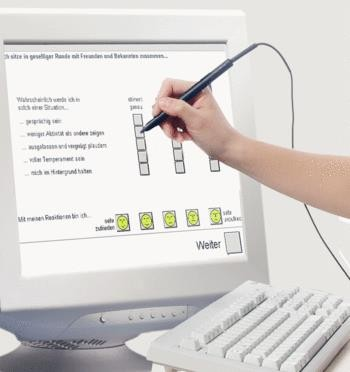 ch sitze in geselliger Runde mit Freunden und Bekannten zusammen...
Wahrscheinlich werde ich in
solch einer Situation...
stimmt
genau
... gesprächig sein
... weniger Aktivität als andere zeigen
... ausgelassen und vergnügt plaudern
... voller Temperament sein
... mich im Hintergrund halten
Mit meinen Reaktionen bin ich...
sehr
zufrieden
sehr
Weiter